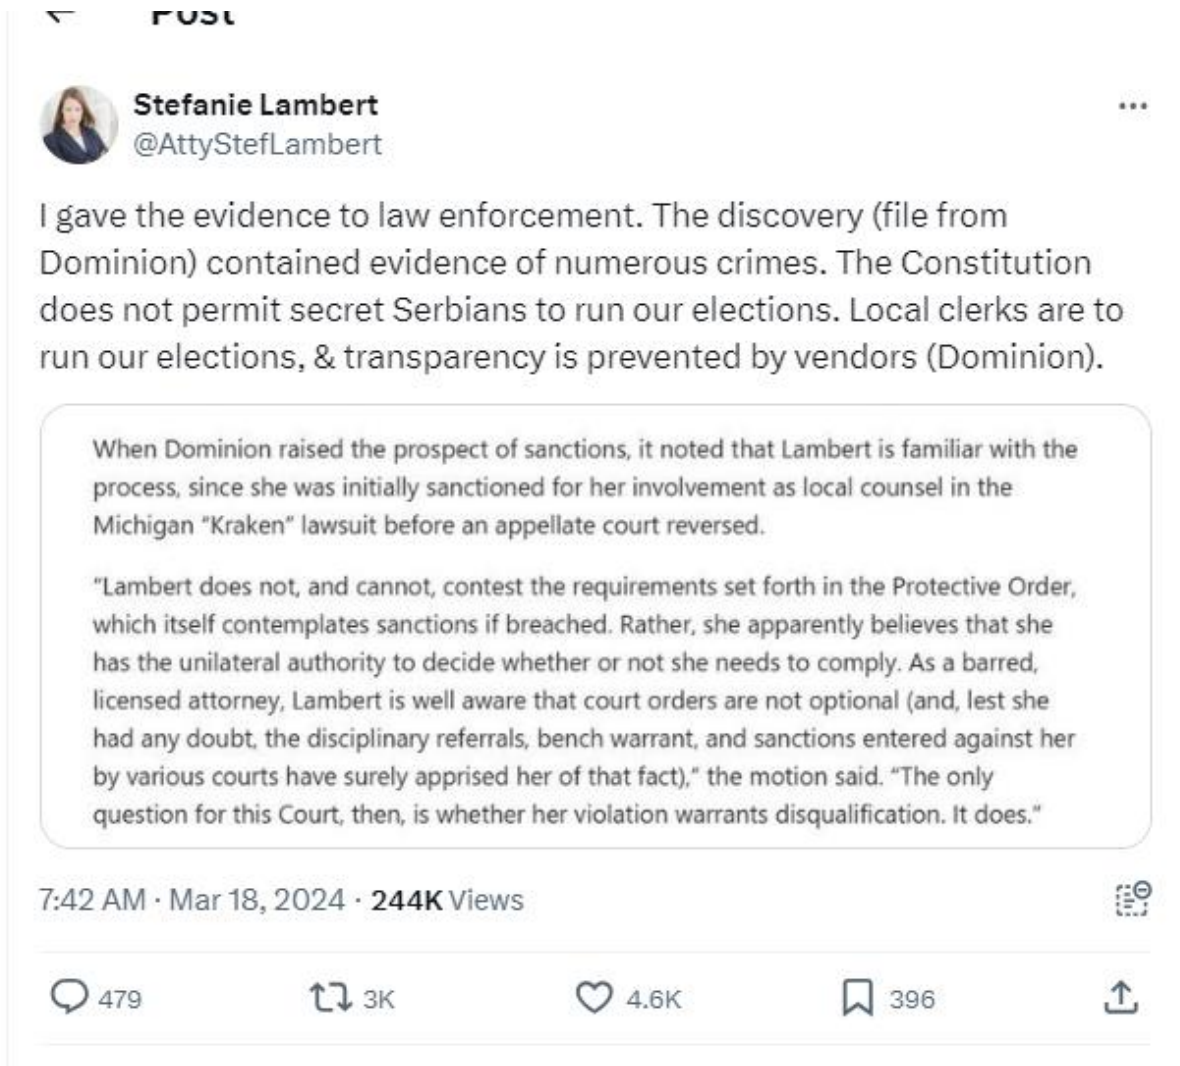 Post
Stefanie Lambert
@AttyStefLambert
I gave the evidence to law enforcement. The discovery (file from
Dominion) contained evidence of numerous crimes. The Constitution
does not permit secret Serbians to run our elections. Local clerks are to
run our elections, & transparency is prevented by vendors (Dominion).
When Dominion raised the prospect of sanctions, it noted that Lambert is familiar with the
process, since she was initially sanctioned for her involvement as local counsel in the
Michigan “Kraken” lawsuit before an appellate court reversed.
“Lambert does not, and cannot, contest the requirements set forth in the Protective Order,
which itself contemplates sanctions if breached. Rather, she apparently believes that she
has the unilateral authority to decide whether or not she needs to comply. As a barred,
licensed attorney, Lambert is well aware that court orders are not optional (and, lest she
had any doubt, the disciplinary referrals, bench warrant, and sanctions entered against her
by various courts have surely apprised her of that fact),” the motion said. “The only
question for this Court, then, is whether her violation warrants disqualification. It does.”
7:42 AM · Mar 18, 2024 · 244K Views
479 3K 4.6K 396